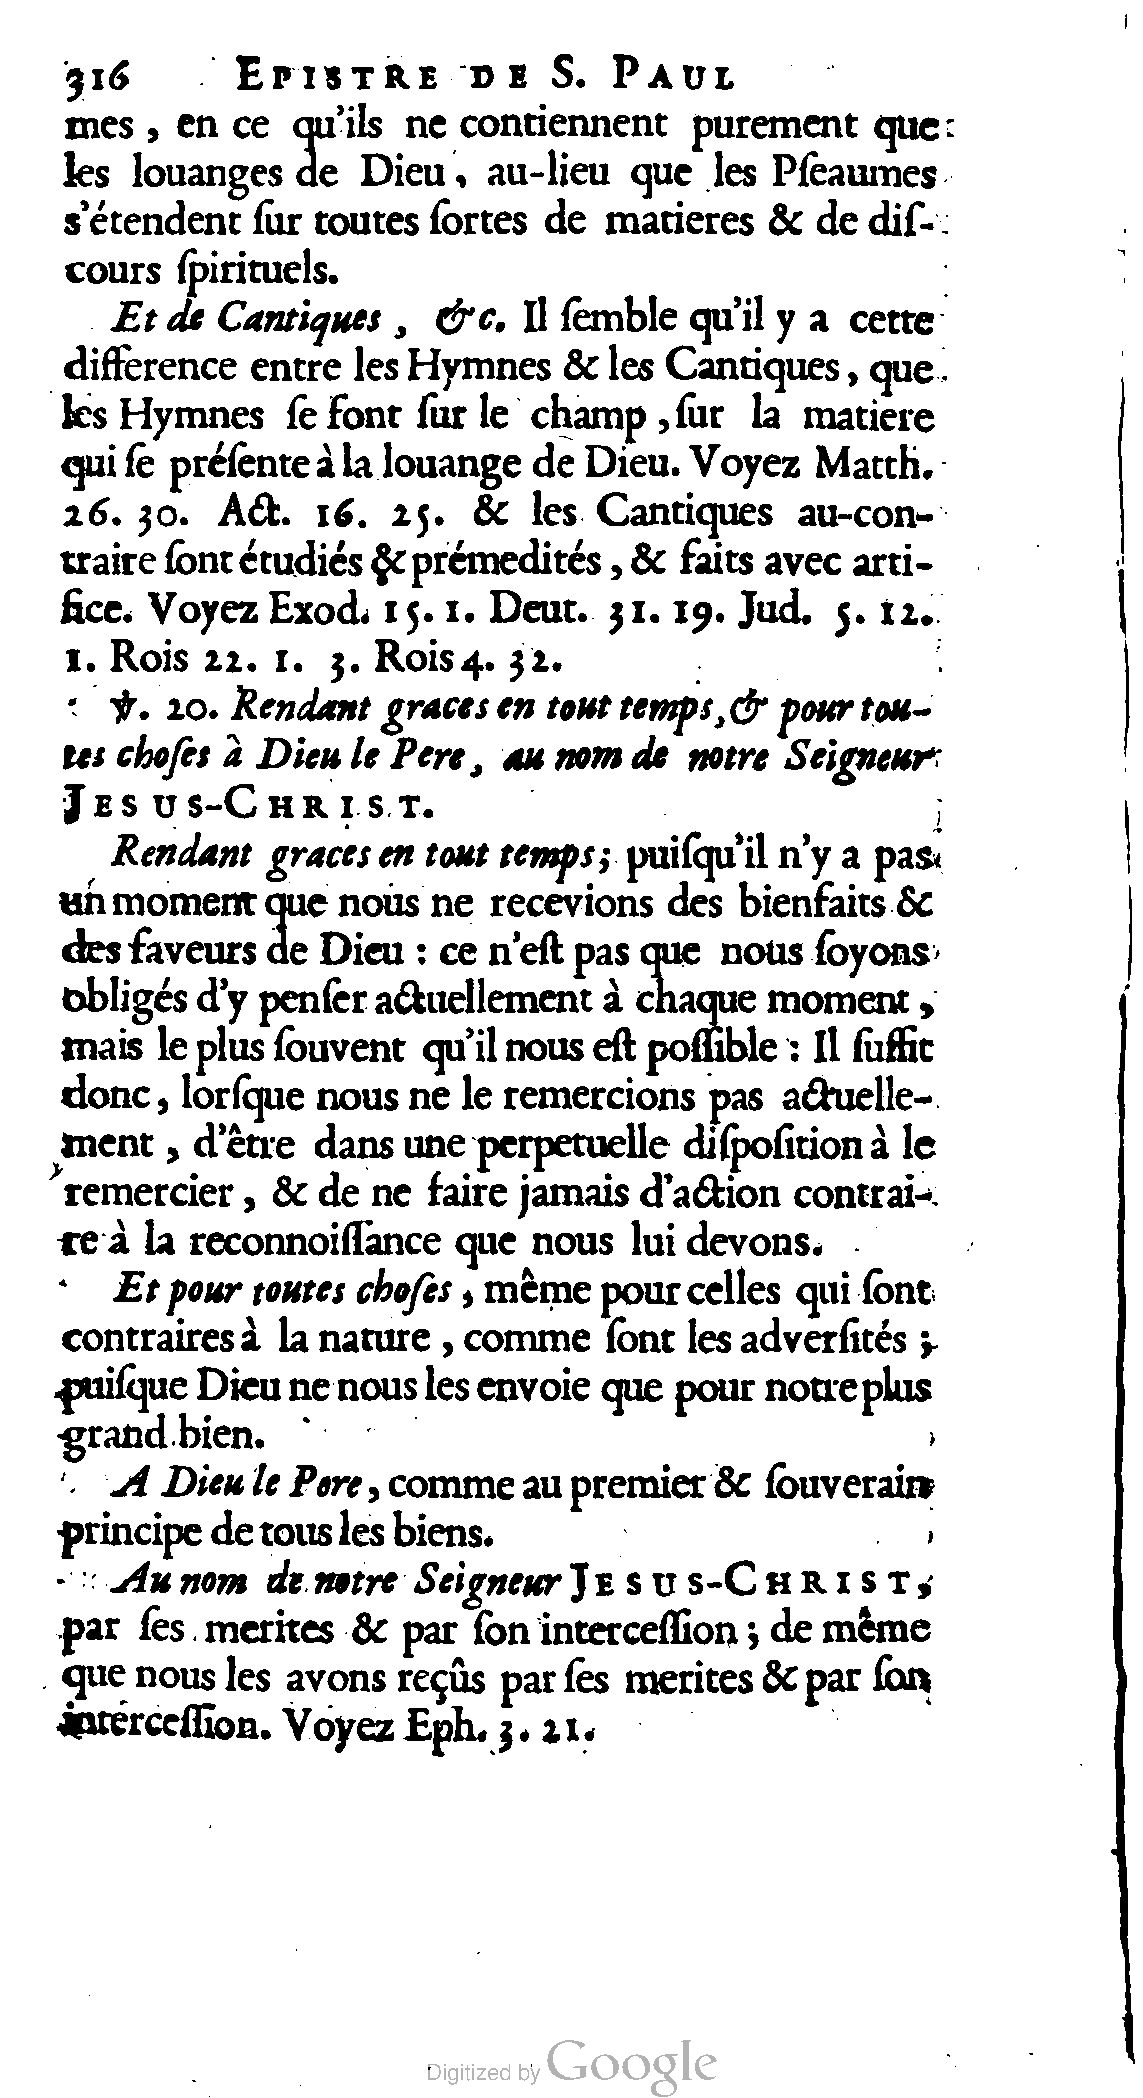 316 EPISTRE DE S. PAUL
mes, en ce qu'ils ne contiennent purement que
les louanges de Dieu, au-lieu que les Pſeaumes
s'étendent ſur toutes ſortes de matieres & de diſ-
cours ſpirituels.
Et de Cantiques, &c. Il ſemble qu'il y a cette
difference entre les Hymnes & les Cantiques, que
les Hymnes ſe font ſur le champ, ſur la matiere
qui ſe préſente à la louange de Dieu. Voyez Matth.
26. 30. Act. 16. 25. & les Cantiques au-con-
traire ſont étudiés & prémedités, & faits avec arti-
fice. Voyez Exod. 15. 1. Deut. 31. 19. Jud. 5. 12.
1. Rois 22. 1. 3. Rois 4. 32.
℣. 20. Rendant graces en tout temps, & pour tou-
tes choſes à Dieu le Pere, au nom de notre Seigneur
JESUS-CHRIST.
Rendant graces en tout temps; puiſqu'il n'y a pas
un moment que nous ne recevions des bienfaits &
des faveurs de Dieu : ce n'eſt pas que nous ſoyons
obligés d'y penſer actuellement à chaque moment,
mais le plus ſouvent qu'il nous eſt poſſible : Il ſuffit
donc, lorſque nous ne le remercions pas actuelle-
ment, d'être dans une perpetuelle diſpoſition à le
remercier, & de ne faire jamais d'action contrai-
re à la reconnoiſſance que nous lui devons.
Et pour toutes choſes, même pour celles qui ſont
contraires à la nature, comme ſont les adverſités ;
puiſque Dieu ne nous les envoie que pour notre plus
grand bien.
A Dieu le Pere, comme au premier & ſouverain
principe de tous les biens.
Au nom de notre Seigneur JESUS-CHRIST,
par ſes merites & par ſon interceſſion ; de même
que nous les avons reçûs par ſes merites & par ſon
interceſſion. Voyez Eph. 3. 21.
Digitized by Google